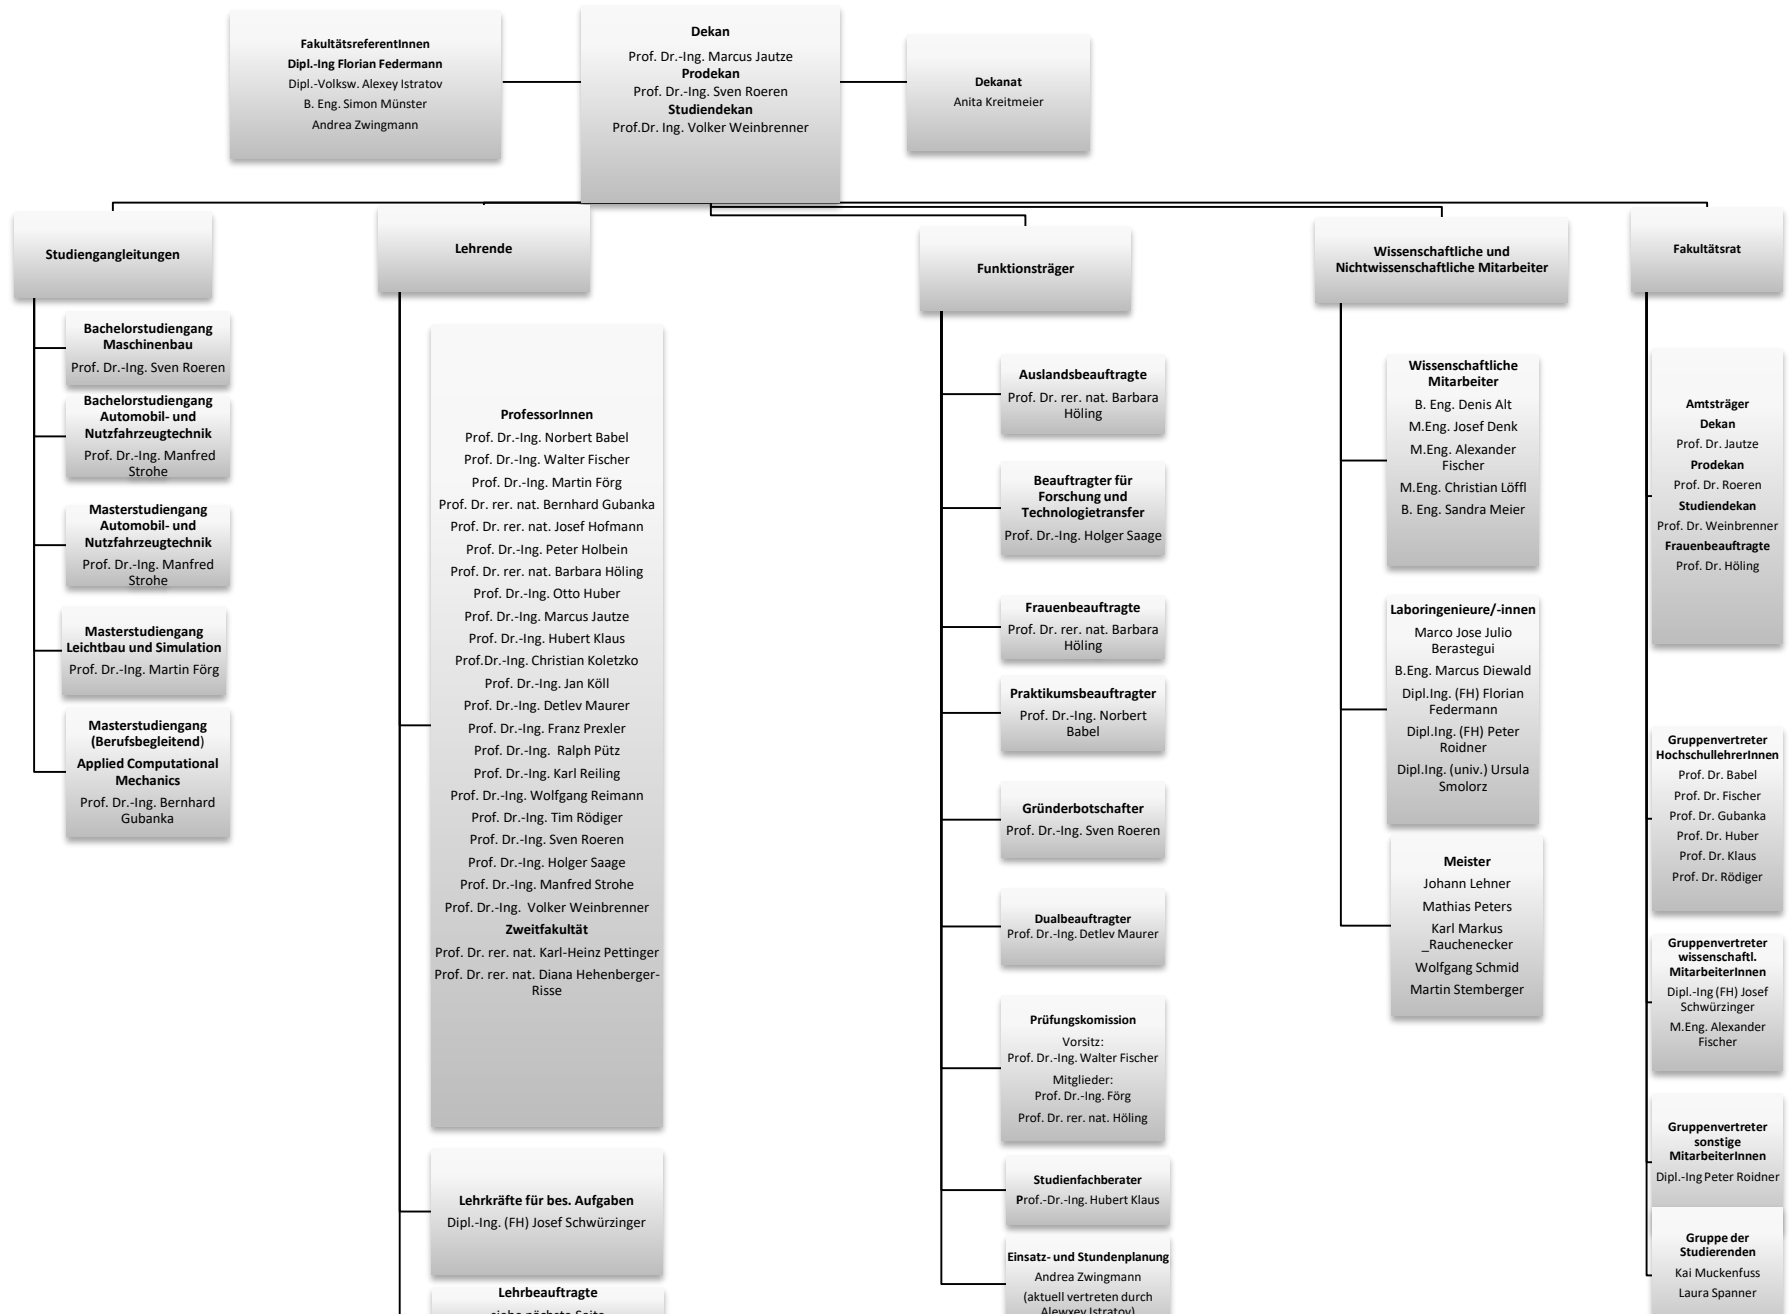 FakultätsreferentInnen
Dipl.-Ing Florian Federmann
Dipl.-Volksw. Alexey Istratov
B. Eng. Simon Münster
Andrea Zwingmann
Dekan
Prof. Dr.-Ing. Marcus Jautze
Prodekan
Prof. Dr.-Ing. Sven Roeren
Studiendekan
Prof.Dr. Ing. Volker Weinbrenner
Dekanat
Anita Kreitmeier
Studiengangleitungen
Bachelorstudiengang
Maschinenbau
Prof. Dr.-Ing. Sven Roeren
Bachelorstudiengang
Automobil- und
Nutzfahrzeugtechnik
Prof. Dr.-Ing. Manfred
Strohe
Masterstudiengang
Automobil- und
Nutzfahrzeugtechnik
Prof. Dr.-Ing. Manfred
Strohe
Masterstudiengang
Leichtbau und Simulation
Prof. Dr.-Ing. Martin Förg
Masterstudiengang
(Berufsbegleitend)
Applied Computational
Mechanics
Prof. Dr.-Ing. Bernhard
Gubanka
Lehrende
ProfessorInnen
Prof. Dr.-Ing. Norbert Babel
Prof. Dr.-Ing. Walter Fischer
Prof. Dr.-Ing. Martin Förg
Prof. Dr. rer. nat. Bernhard Gubanka
Prof. Dr. rer. nat. Josef Hofmann
Prof. Dr.-Ing. Peter Holbein
Prof. Dr. rer. nat. Barbara Höling
Prof. Dr.-Ing. Otto Huber
Prof. Dr.-Ing. Marcus Jautze
Prof. Dr.-Ing. Hubert Klaus
Prof.Dr.-Ing. Christian Koletzko
Prof. Dr.-Ing. Jan Köll
Prof. Dr.-Ing. Detlev Maurer
Prof. Dr.-Ing. Franz Prexler
Prof. Dr.-Ing. Ralph Pütz
Prof. Dr.-Ing. Karl Reiling
Prof. Dr.-Ing. Wolfgang Reimann
Prof. Dr.-Ing. Tim Rödiger
Prof. Dr.-Ing. Sven Roeren
Prof. Dr.-Ing. Holger Saage
Prof. Dr.-Ing. Manfred Strohe
Prof. Dr.-Ing. Volker Weinbrenner
Zweitfakultät
Prof. Dr. rer. nat. Karl-Heinz Pettinger
Prof. Dr. rer. nat. Diana Hehenberger-
Risse
Lehrkräfte für bes. Aufgaben
Dipl.-Ing. (FH) Josef Schwürzinger
Lehrbeauftragte
siehe nächste Seite
Funktionsträger
Auslandsbeauftragte
Prof. Dr. rer. nat. Barbara
Höling
Beauftragter für
Forschung und
Technologietransfer
Prof. Dr.-Ing. Holger Saage
Frauenbeauftragte
Prof. Dr. rer. nat. Barbara
Höling
Praktikumsbeauftragter
Prof. Dr.-Ing. Norbert
Babel
Gründerbotschafter
Prof. Dr.-Ing. Sven Roeren
Dualbeauftragter
Prof. Dr.-Ing. Detlev Maurer
Prüfungskomission
Vorsitz:
Prof. Dr.-Ing. Walter Fischer
Mitglieder:
Prof. Dr.-Ing. Förg
Prof. Dr. rer. nat. Höling
Studienfachberater
Prof.-Dr.-Ing. Hubert Klaus
Einsatz- und Stundenplanung
Andrea Zwingmann
(aktuell vertreten durch
Alewxey Istratov)
Wissenschaftliche und
Nichtwissenschaftliche Mitarbeiter
Wissenschaftliche
Mitarbeiter
B. Eng. Denis Alt
M.Eng. Josef Denk
M.Eng. Alexander
Fischer
M.Eng. Christian Löffl
B. Eng. Sandra Meier
Laboringenieure/-innen
Marco Jose Julio
Berastegui
B.Eng. Marcus Diewald
Dipl.Ing. (FH) Florian
Federmann
Dipl.Ing. (FH) Peter
Roidner
Dipl.Ing. (univ.) Ursula
Smolorz
Meister
Johann Lehner
Mathias Peters
Karl Markus
_Rauchenecker
Wolfgang Schmid
Martin Stemberger
Fakultätsrat
Amtsträger
Dekan
Prof. Dr. Jautze
Prodekan
Prof. Dr. Roeren
Studiendekan
Prof. Dr. Weinbrenner
Frauenbeauftragte
Prof. Dr. Höling
Gruppenvertreter
HochschullehrerInnen
Prof. Dr. Babel
Prof. Dr. Fischer
Prof. Dr. Gubanka
Prof. Dr. Huber
Prof. Dr. Klaus
Prof. Dr. Rödiger
Gruppenvertreter
wissenschaftl.
MitarbeiterInnen
Dipl.-Ing (FH) Josef
Schwürzinger
M.Eng. Alexander
Fischer
Gruppenvertreter
sonstige
MitarbeiterInnen
Dipl.-Ing Peter Roidner
Gruppe der
Studierenden
Kai Muckenfuss
Laura Spanner